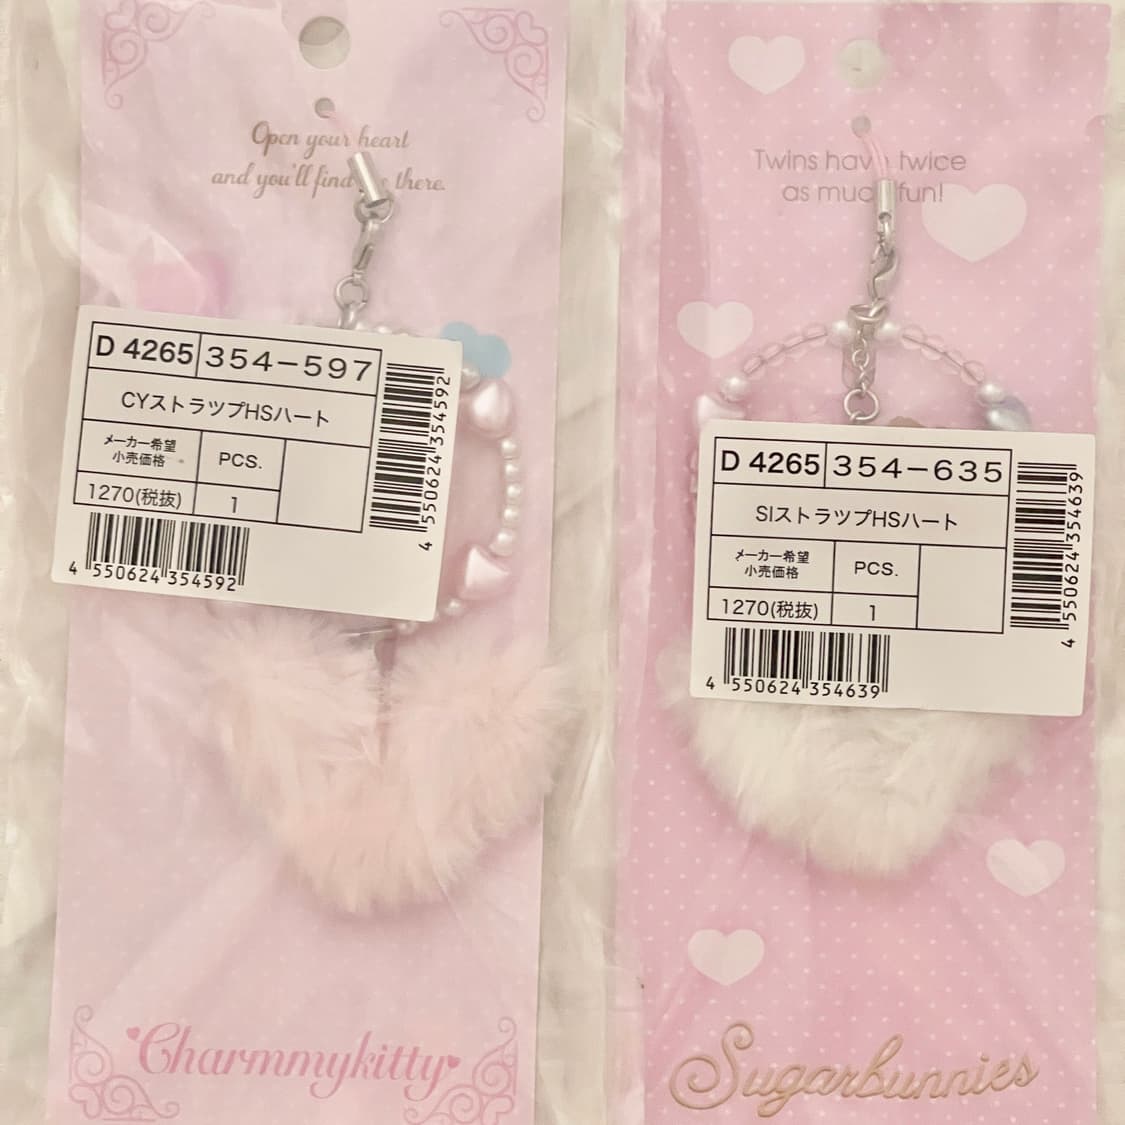 Open your heart
and you'll find there.
D 4265 354-597
CYストラップHSハート
メーカー希望
小売価格
PCS.
1270(税抜)
1
4 550624 354592
4 550624 354592
Charmmykitty
Twins have twice
as much fun!
D 4265 354-635
SIストラップHSハート
メーカー希望
小売価格
PCS.
1270(税抜)
1
4 550624 354639
4 550624 354639
Sugarbunnies